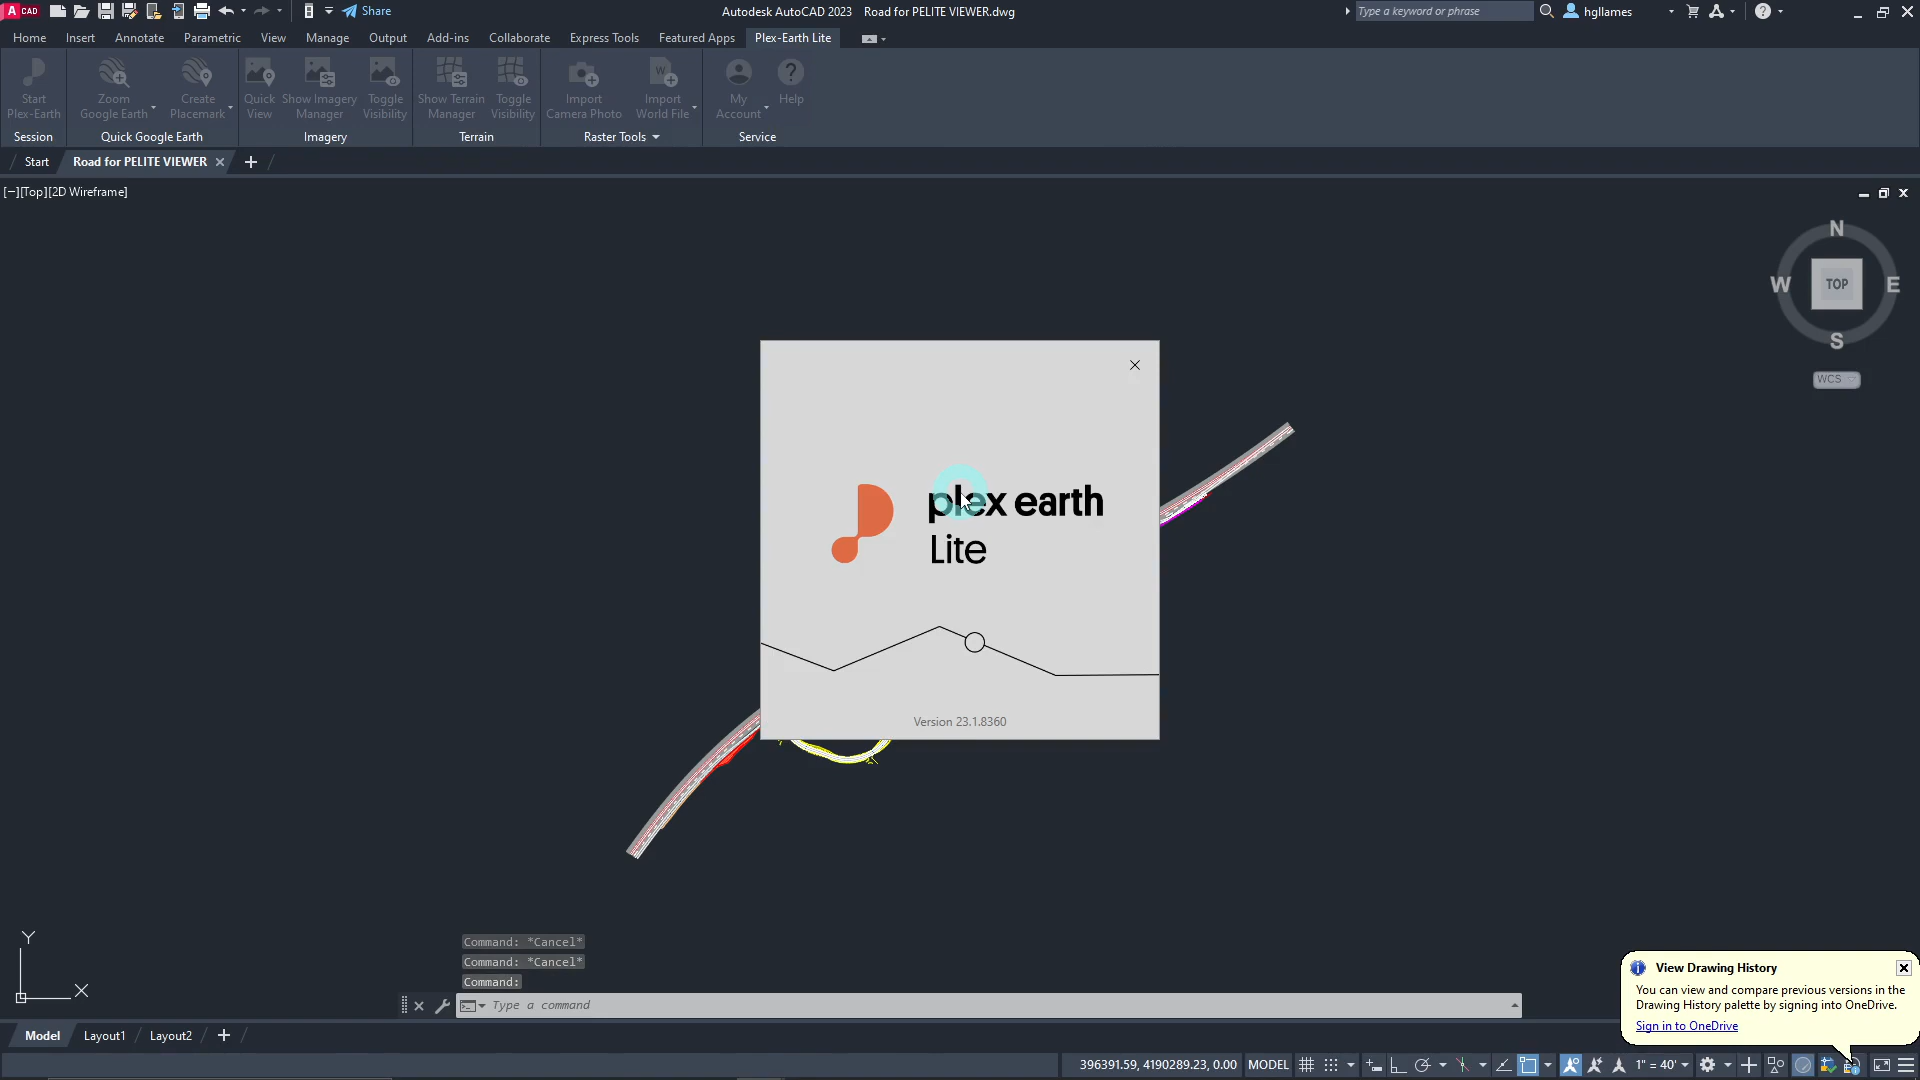 A CAD Share Autodesk AutoCAD 2023 Road for PELITE VIEWER.dwg Type a keyword or phrase hgllames
Home Insert Annotate Parametric View Manage Output Add-ins Collaborate Express Tools Featured Apps Plex-Earth Lite
Start Zoom Create Quick Show Imagery Toggle Show Terrain Toggle Import Import My Help
Plex-Earth Google Earth Placemark View Manager Visibility Manager Visibility Camera Photo World File Account
Session Quick Google Earth Imagery Terrain Raster Tools Service
Start Road for PELITE VIEWER
[−][Top][2D Wireframe]
N
W TOP E
S
WCS
plex earth
Lite
Version 23.1.8360
Y
X
Command: *Cancel*
Command: *Cancel*
Command:
Type a command
View Drawing History
You can view and compare previous versions in the
Drawing History palette by signing into OneDrive.
Sign in to OneDrive
Model Layout1 Layout2
396391.59, 4190289.23, 0.00 MODEL 1" = 40'